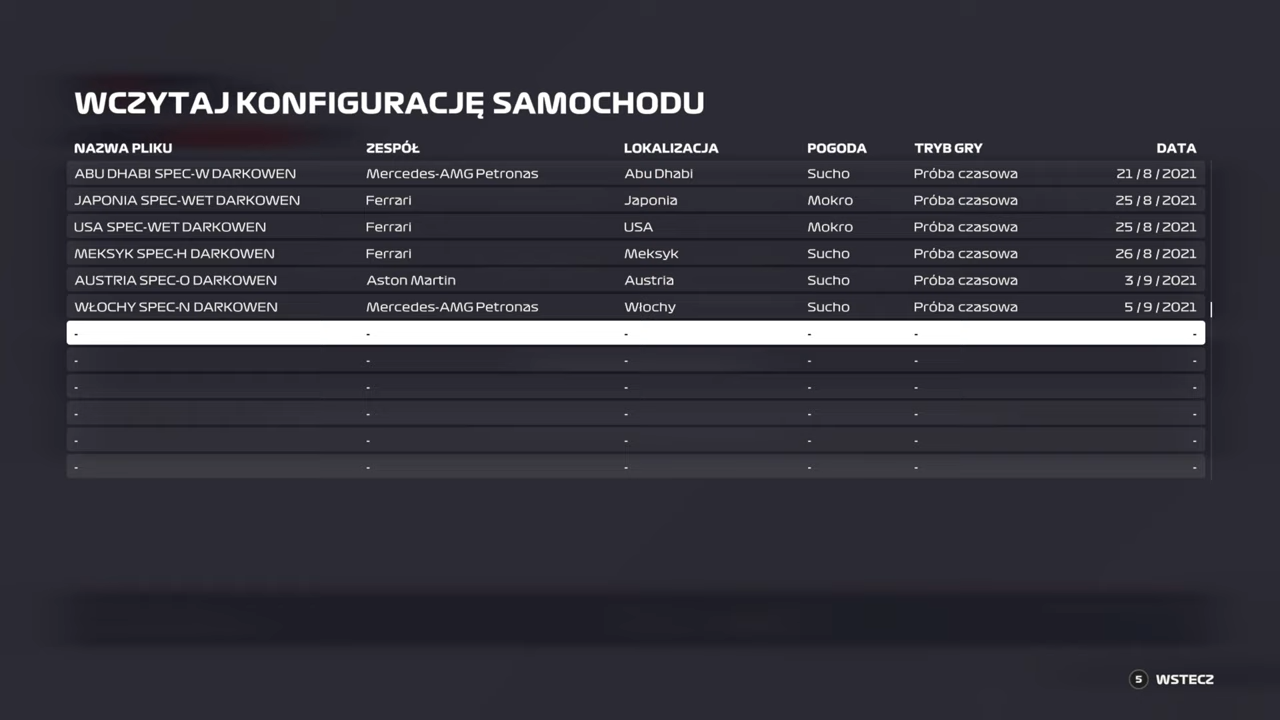 WCZYTAJ KONFIGURACJĘ SAMOCHODU
NAZWA PLIKU ZESPÓŁ LOKALIZACJA POGODA TRYB GRY DATA
ABU DHABI SPEC-W DARKOWEN Mercedes-AMG Petronas Abu Dhabi Sucho Próba czasowa 21 / 8 / 2021
JAPONIA SPEC-WET DARKOWEN Ferrari Japonia Mokro Próba czasowa 25 / 8 / 2021
USA SPEC-WET DARKOWEN Ferrari USA Mokro Próba czasowa 25 / 8 / 2021
MEKSYK SPEC-H DARKOWEN Ferrari Meksyk Sucho Próba czasowa 26 / 8 / 2021
AUSTRIA SPEC-O DARKOWEN Aston Martin Austria Sucho Próba czasowa 3 / 9 / 2021
WŁOCHY SPEC-N DARKOWEN Mercedes-AMG Petronas Włochy Sucho Próba czasowa 5 / 9 / 2021
- - - - - -
- - - - - -
- - - - - -
- - - - - -
- - - - - -
- - - - - -
S WSTECZ